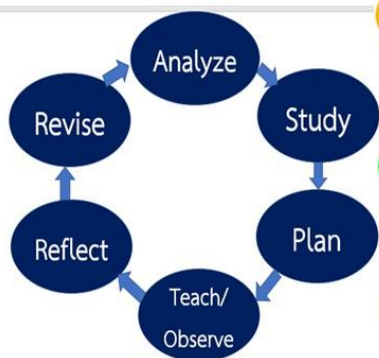 Analyze
Study
Plan
Teach/
Observe
Reflect
Revise